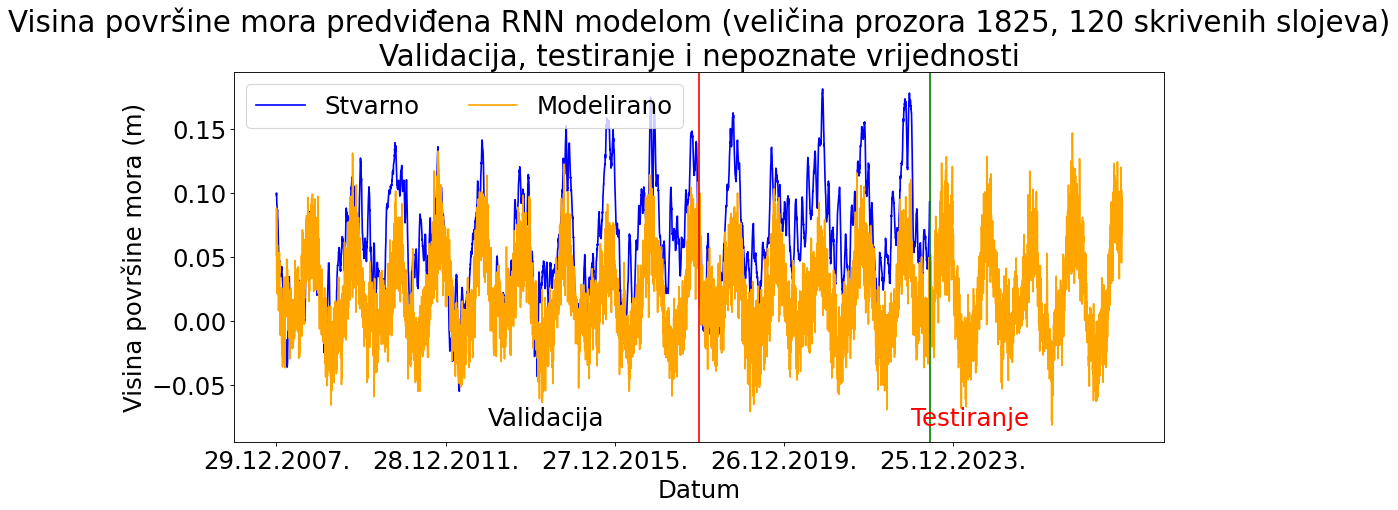 Visina površine mora predviđena RNN modelom (veličina prozora 1825, 120 skrivenih slojeva)
Validacija, testiranje i nepoznate vrijednosti
Stvarno
Modelirano
Visina površine mora (m)
0.15
0.10
0.05
0.00
−0.05
Validacija
Testiranje
29.12.2007.
28.12.2011.
27.12.2015.
26.12.2019.
25.12.2023.
Datum